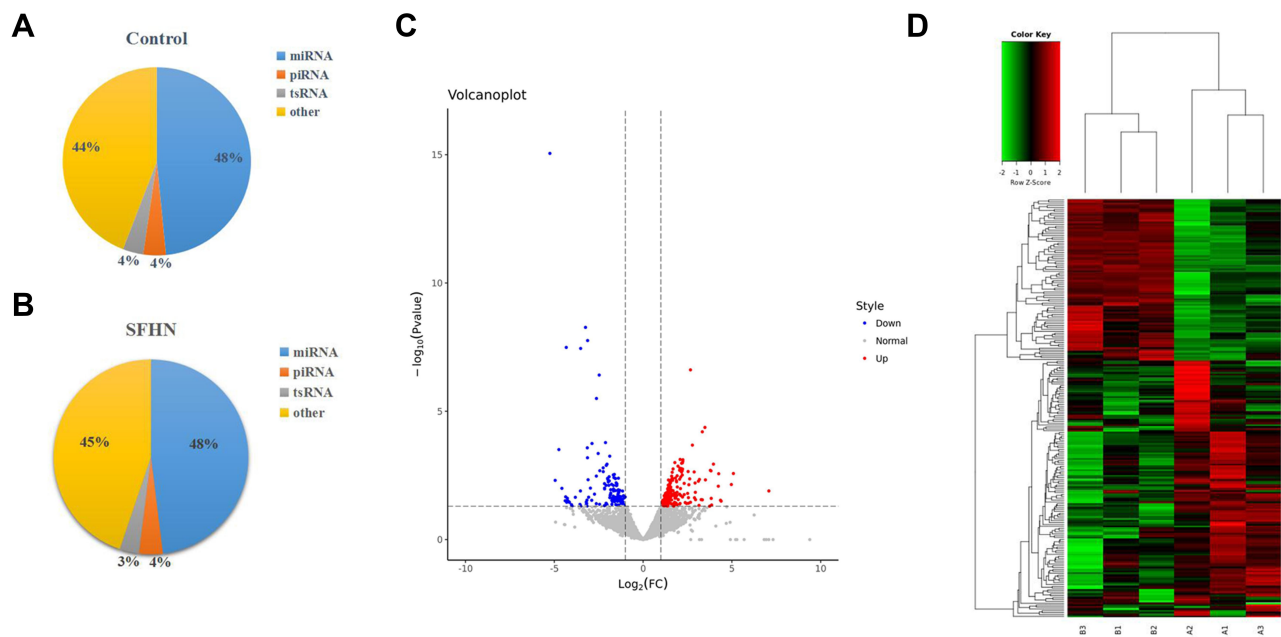 A
Control
miRNA
piRNA
tsRNA
other
44%
48%
4%
4%
B
SFHN
miRNA
piRNA
tsRNA
other
45%
48%
3%
4%
C
Volcanoplot
−log10(Pvalue)
15
10
5
0
-10
-5
0
5
10
Log2(FC)
Style
Down
Normal
Up
D
Color Key
-2
-1
0
1
2
Row Z-Score
B3
B1
B2
A2
A1
A3